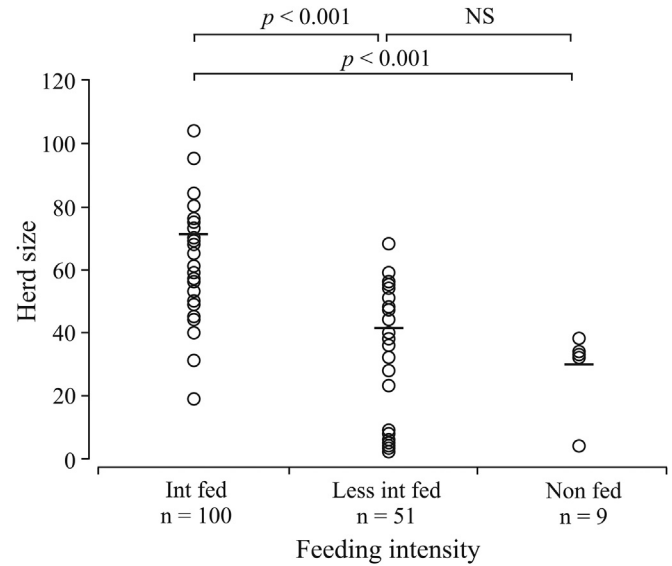 p < 0.001
NS
p < 0.001
120
100
80
60
40
20
0
Herd size
Int fed
n = 100
Less int fed
n = 51
Non fed
n = 9
Feeding intensity